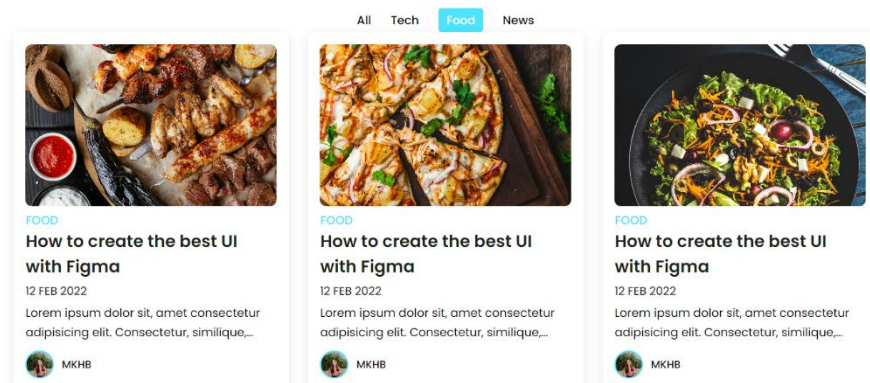 All Tech Food News
FOOD
How to create the best UI
with Figma
12 FEB 2022
Lorem ipsum dolor sit, amet consectetur
adipisicing elit. Consectetur, similique,...
MKHB
FOOD
How to create the best UI
with Figma
12 FEB 2022
Lorem ipsum dolor sit, amet consectetur
adipisicing elit. Consectetur, similique,...
MKHB
FOOD
How to create the best UI
with Figma
12 FEB 2022
Lorem ipsum dolor sit, amet consectetur
adipisicing elit. Consectetur, similique,...
MKHB